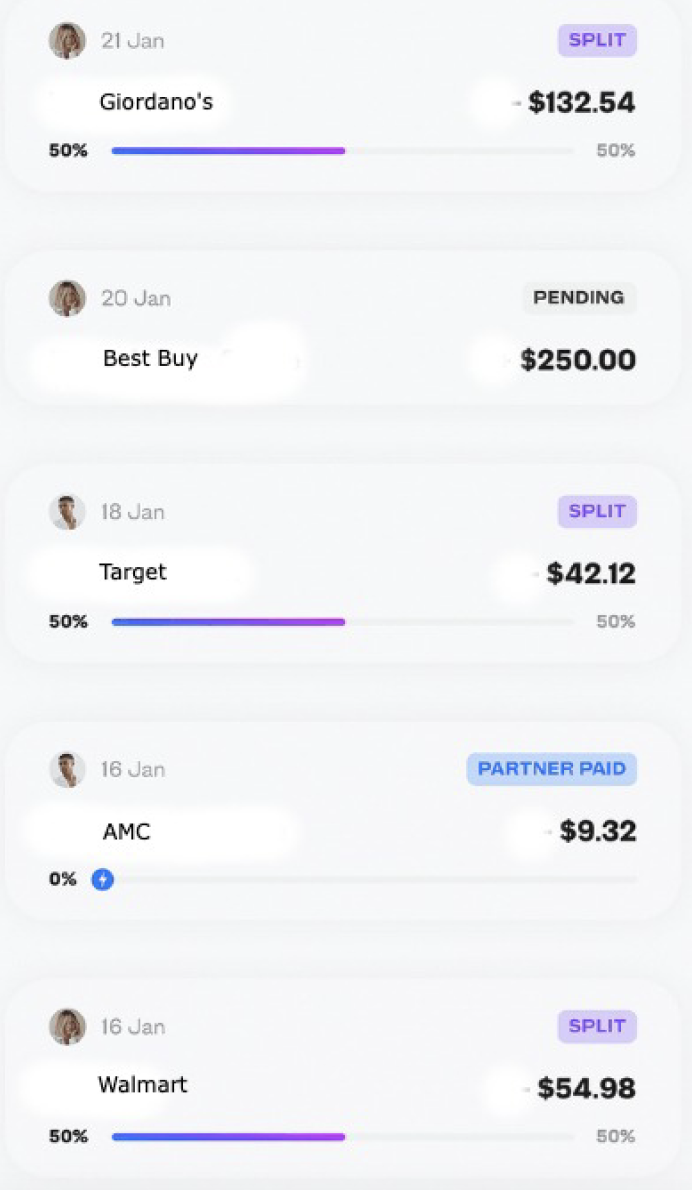 21 Jan SPLIT
Giordano's $132.54
50% 50%
20 Jan PENDING
Best Buy $250.00
18 Jan SPLIT
Target $42.12
50% 50%
16 Jan PARTNER PAID
AMC $9.32
0%
16 Jan SPLIT
Walmart $54.98
50% 50%